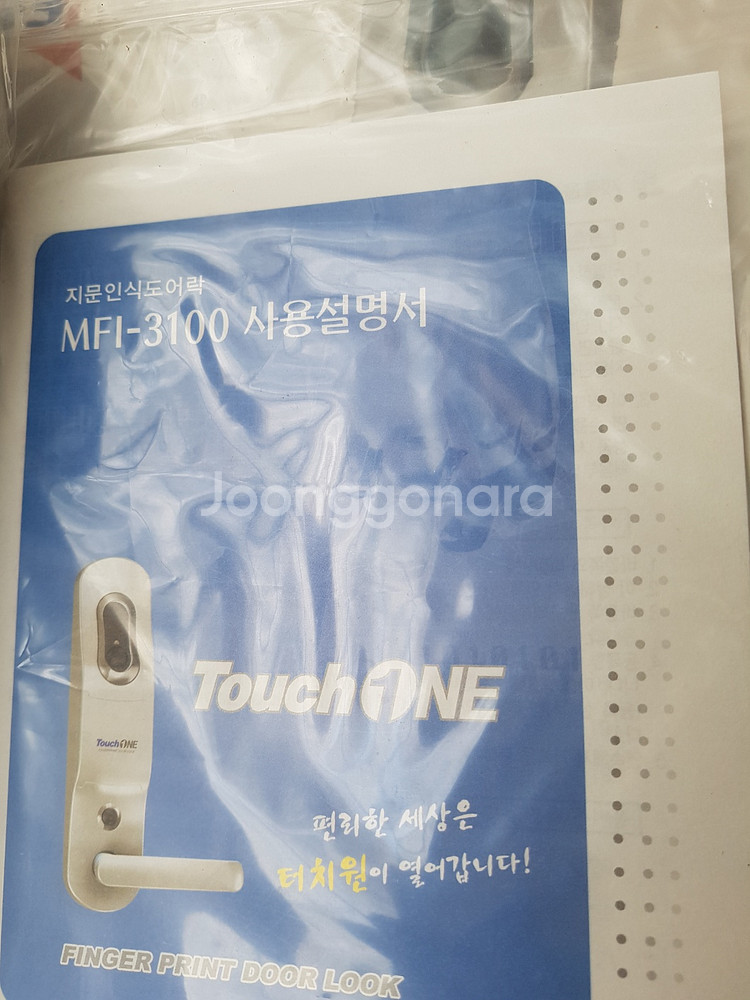 지문인식도어락
MFI-3100 사용설명서
Joonggonara
TouchONE
TouchONE
편리한 세상은
터치원이 열어갑니다!
FINGER PRINT DOOR LOOK